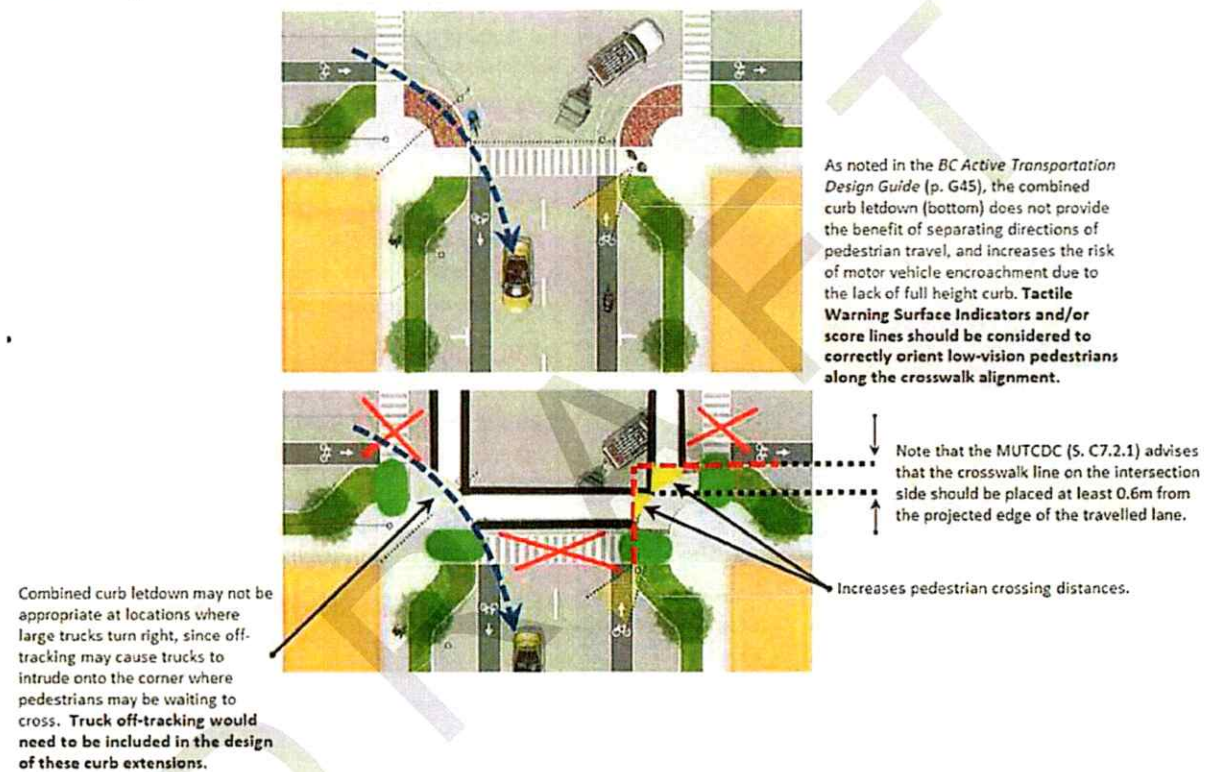 As noted in the BC Active Transportation
Design Guide (p. G45), the combined
curb letdown (bottom) does not provide
the benefit of separating directions of
pedestrian travel, and increases the risk
of motor vehicle encroachment due to
the lack of full height curb. Tactile
Warning Surface Indicators and/or
score lines should be considered to
correctly orient low-vision pedestrians
along the crosswalk alignment.
Note that the MUTCDC (S. C7.2.1) advises
that the crosswalk line on the intersection
side should be placed at least 0.6m from
the projected edge of the travelled lane.
Increases pedestrian crossing distances.
Combined curb letdown may not be
appropriate at locations where
large trucks turn right, since off-
tracking may cause trucks to
intrude onto the corner where
pedestrians may be waiting to
cross. Truck off-tracking would
need to be included in the design
of these curb extensions.
DRAFT